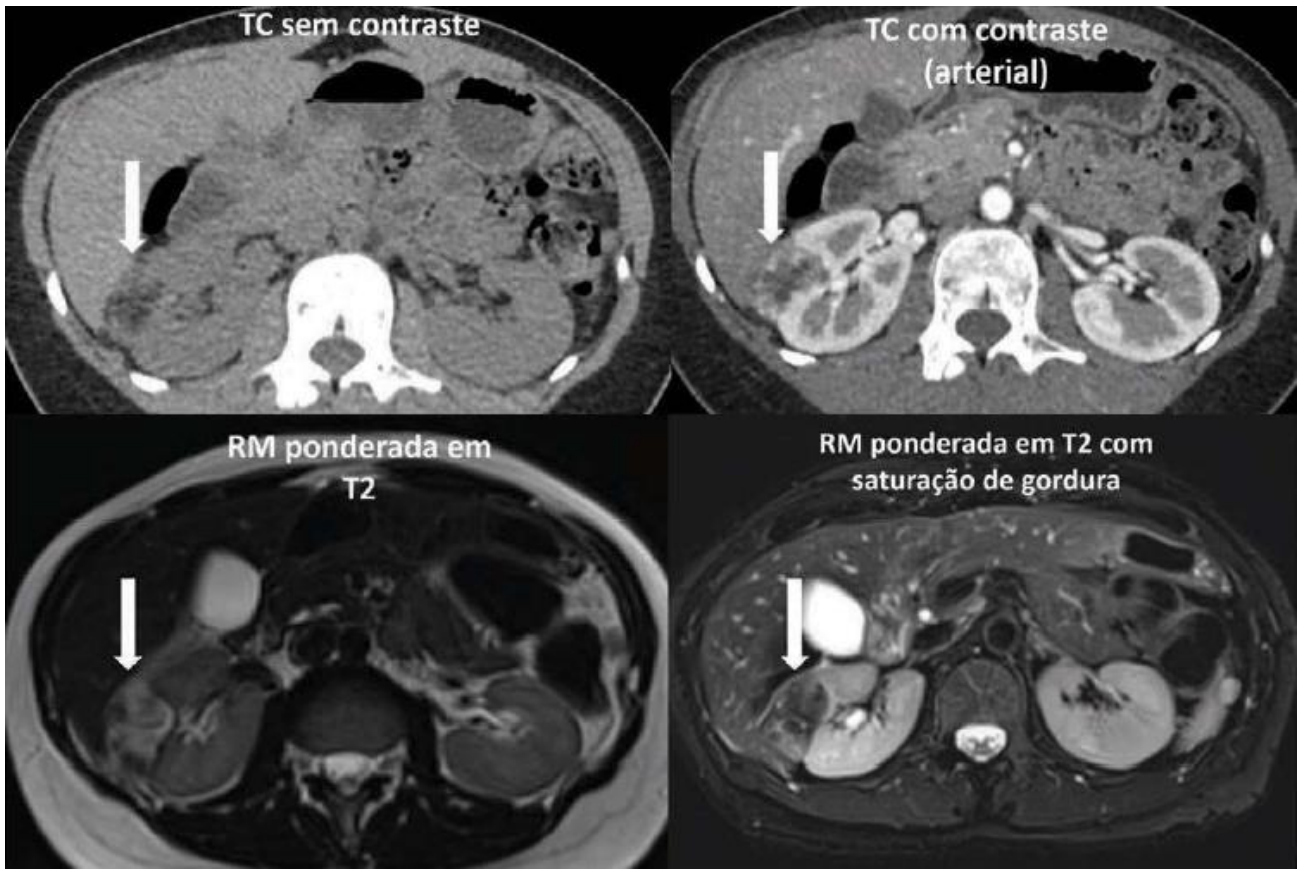 TC sem contraste
TC com contraste
(arterial)
RM ponderada em
T2
RM ponderada em T2 com
saturação de gordura